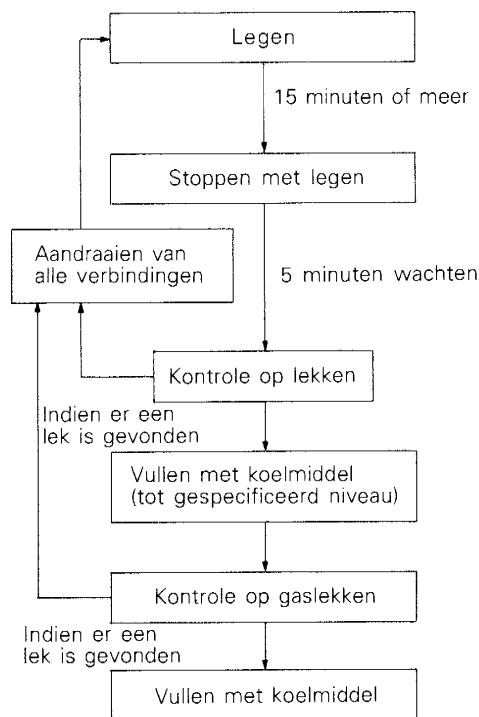 Legen
15 minuten of meer
Stoppen met legen
Aandraaien van
alle verbindingen
5 minuten wachten
Kontrole op lekken
Indien er een
lek is gevonden
Vullen met koelmiddel
(tot gespecificeerd niveau)
Kontrole op gaslekken
Indien er een
lek is gevonden
Vullen met koelmiddel